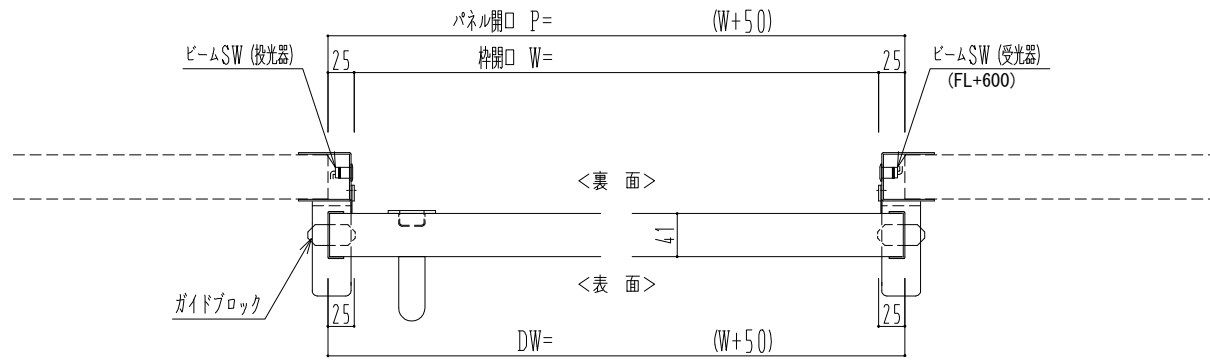 パネル開口 P= (W+50)
ビームSW (投光器)
25
枠開口 W=
25
ビームSW (受光器)
(FL+600)
<裏 面>
41
<表 面>
ガイドブロック
25
25
DW= (W+50)